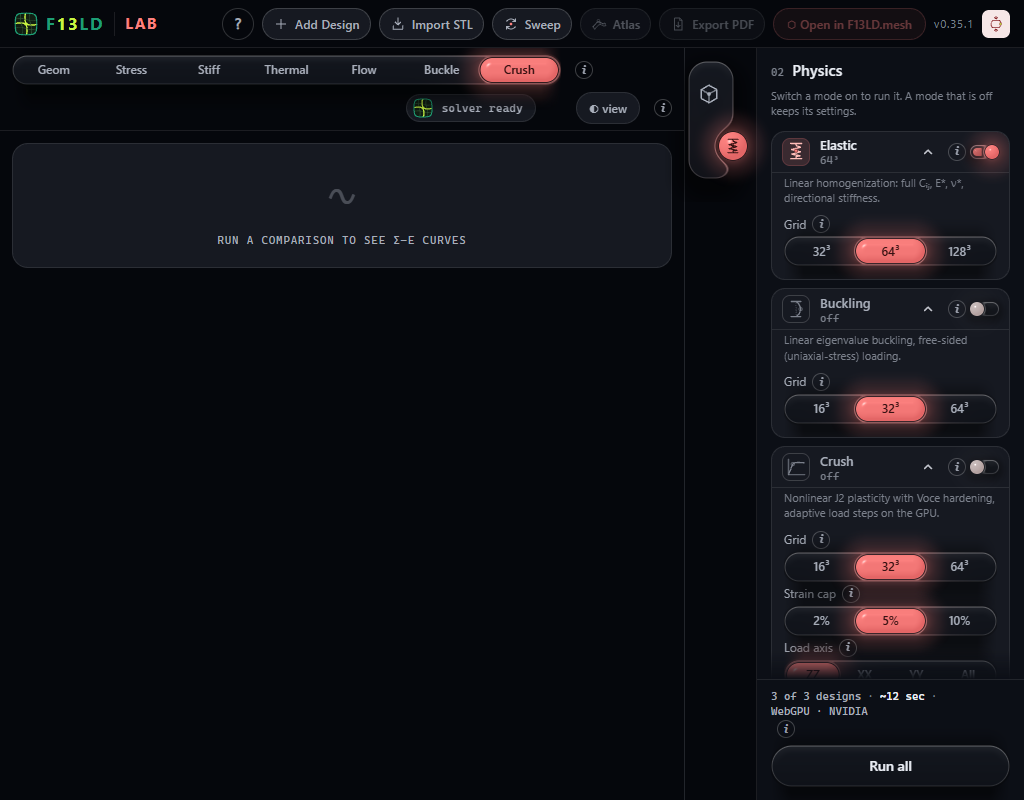 F13LD LAB
? Add Design Import STL Sweep Atlas Export PDF Open in F13LD.mesh v0.35.1
Geom Stress Stiff Thermal Flow Buckle Crush i
solver ready view i
RUN A COMPARISON TO SEE Σ–Ε CURVES
02 Physics
Switch a mode on to run it. A mode that is off
keeps its settings.
Elastic i
64³
Linear homogenization: full Cᵢⱼ, E*, ν*,
directional stiffness.
Grid i
32³ 64³ 128³
Buckling i
off
Linear eigenvalue buckling, free-sided
(uniaxial-stress) loading.
Grid i
16³ 32³ 64³
Crush i
off
Nonlinear J2 plasticity with Voce hardening,
adaptive load steps on the GPU.
Grid i
16³ 32³ 64³
Strain cap i
2% 5% 10%
Load axis i
ZZ XX YY All
3 of 3 designs · ~12 sec ·
WebGPU · NVIDIA
i
Run all